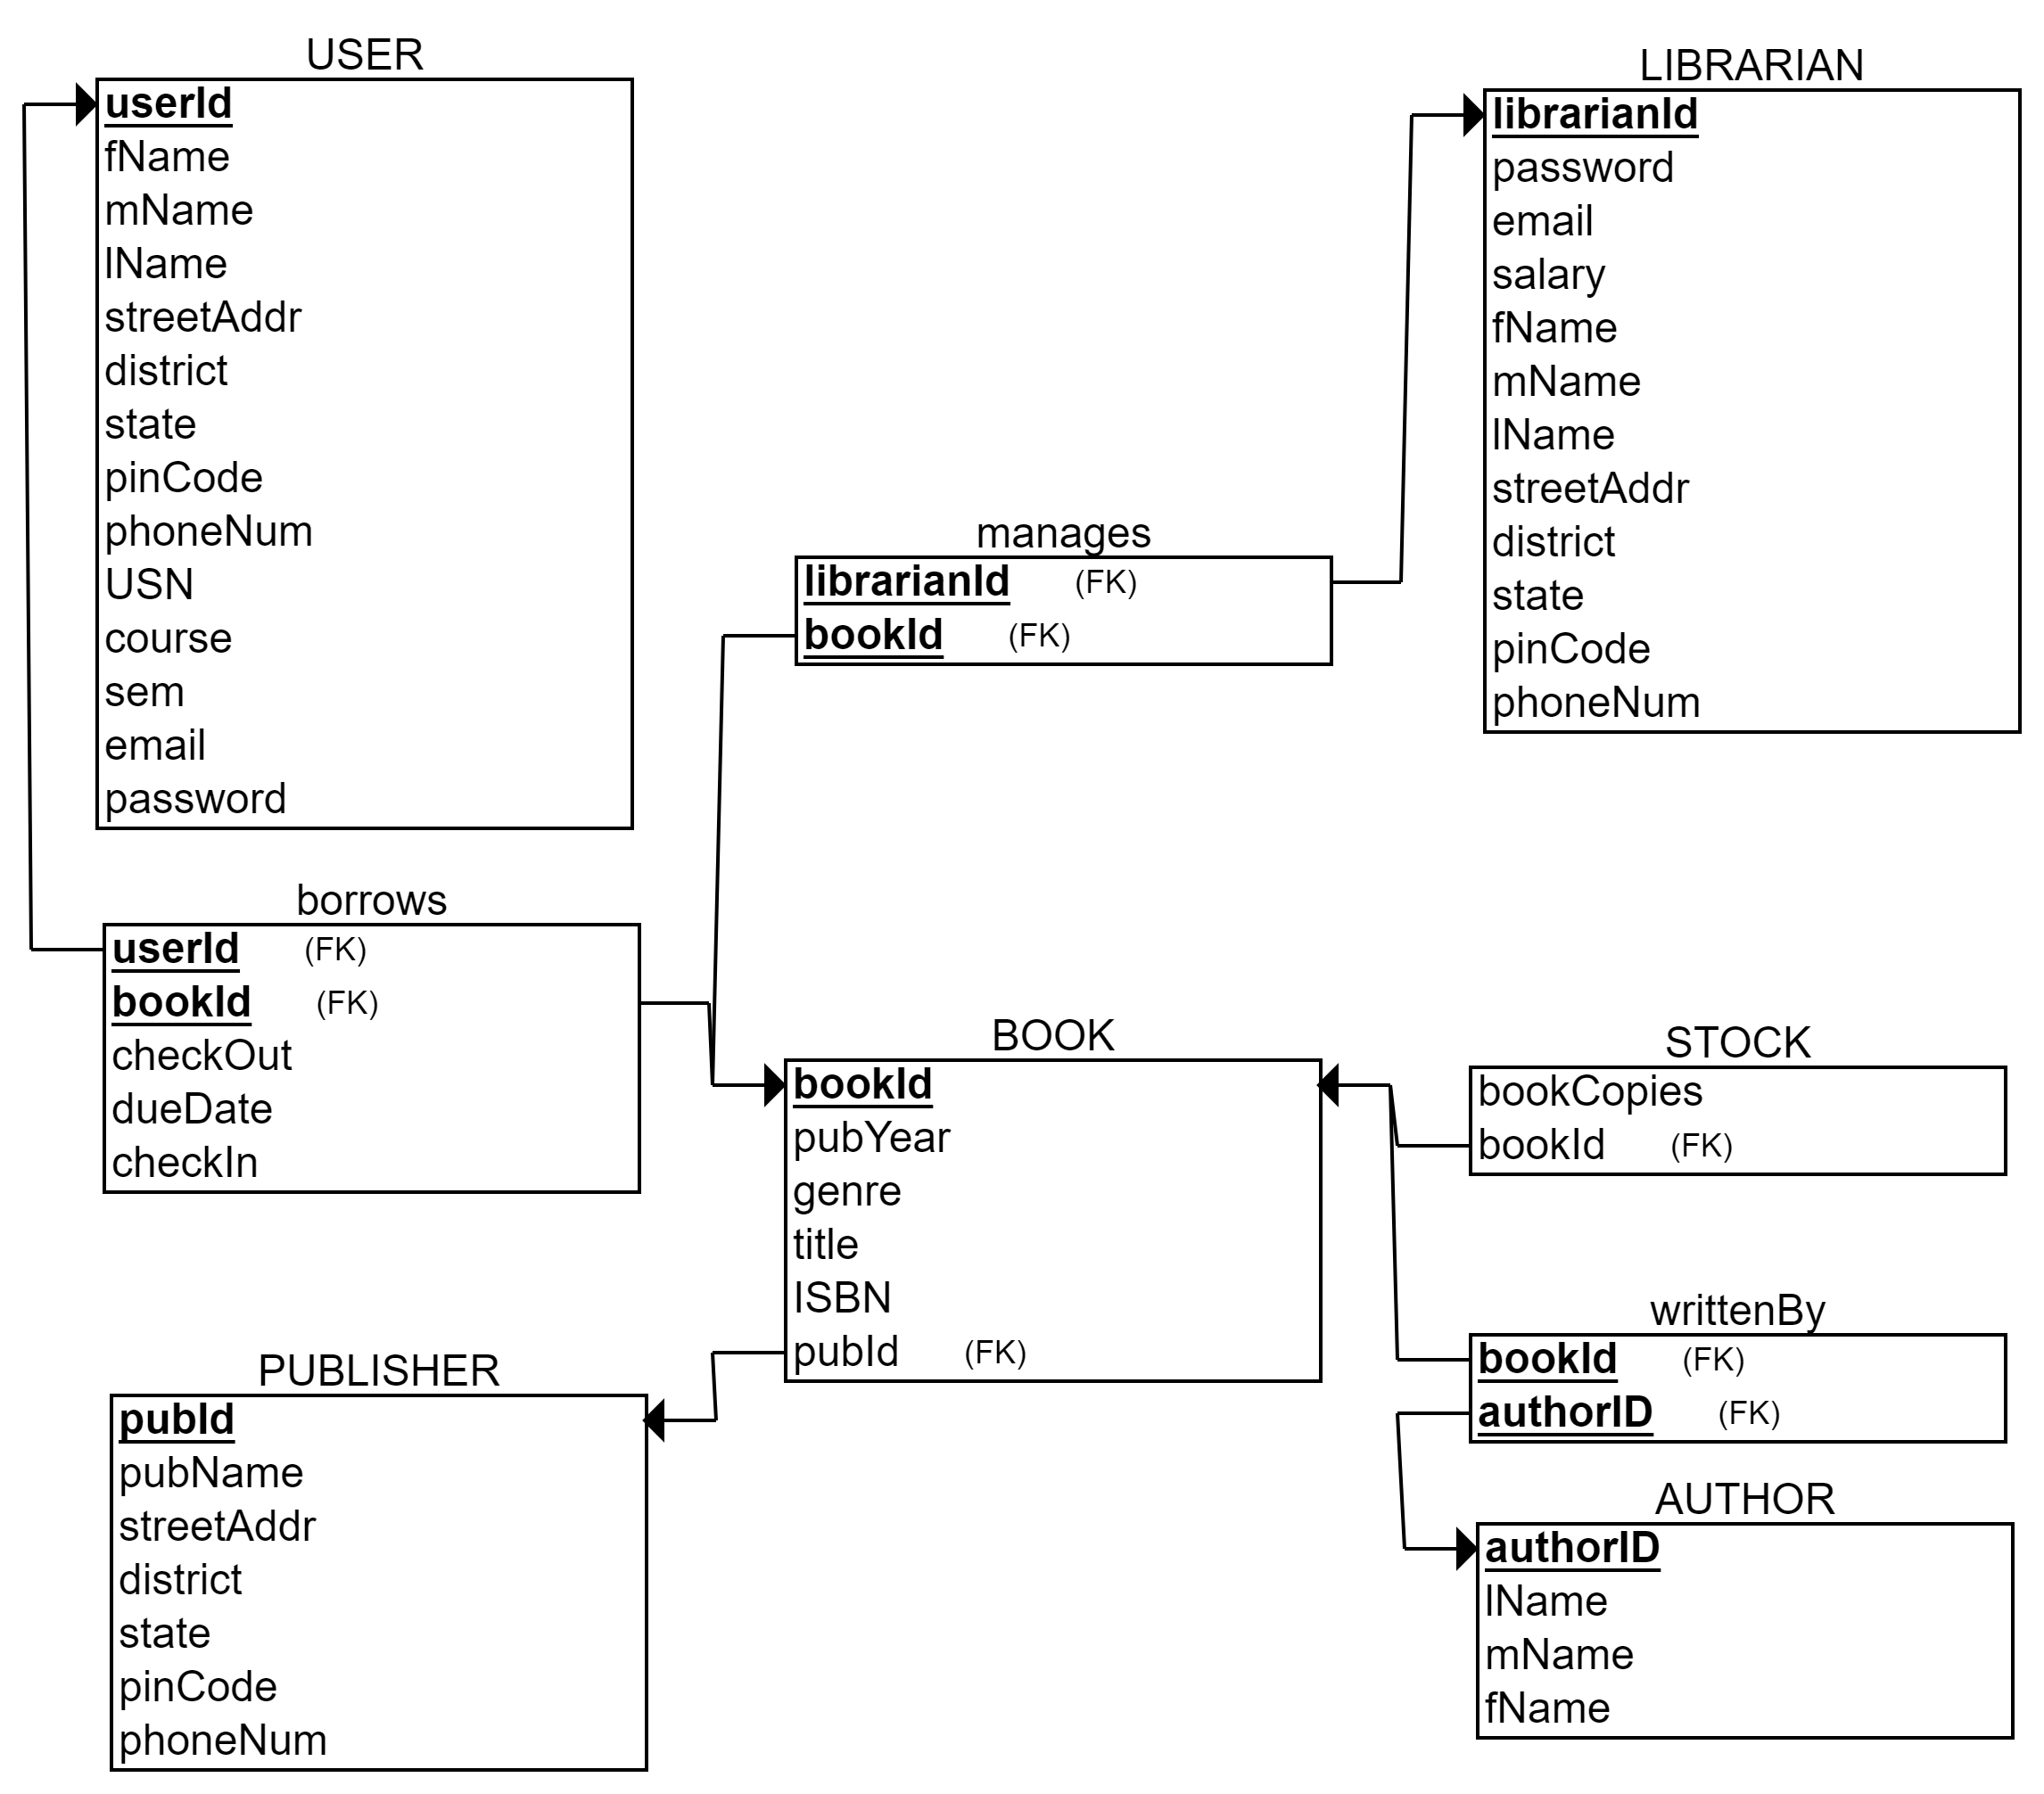 USER
userId
fName
mName
lName
streetAddr
district
state
pinCode
phoneNum
USN
course
sem
email
password
LIBRARIAN
librarianId
password
email
salary
fName
mName
lName
streetAddr
district
state
pinCode
phoneNum
manages
librarianId (FK)
bookId (FK)
borrows
userId (FK)
bookId (FK)
checkOut
dueDate
checkIn
BOOK
bookId
pubYear
genre
title
ISBN
pubId (FK)
STOCK
bookCopies
bookId (FK)
writtenBy
bookId (FK)
authorID (FK)
PUBLISHER
pubId
pubName
streetAddr
district
state
pinCode
phoneNum
AUTHOR
authorID
lName
mName
fName